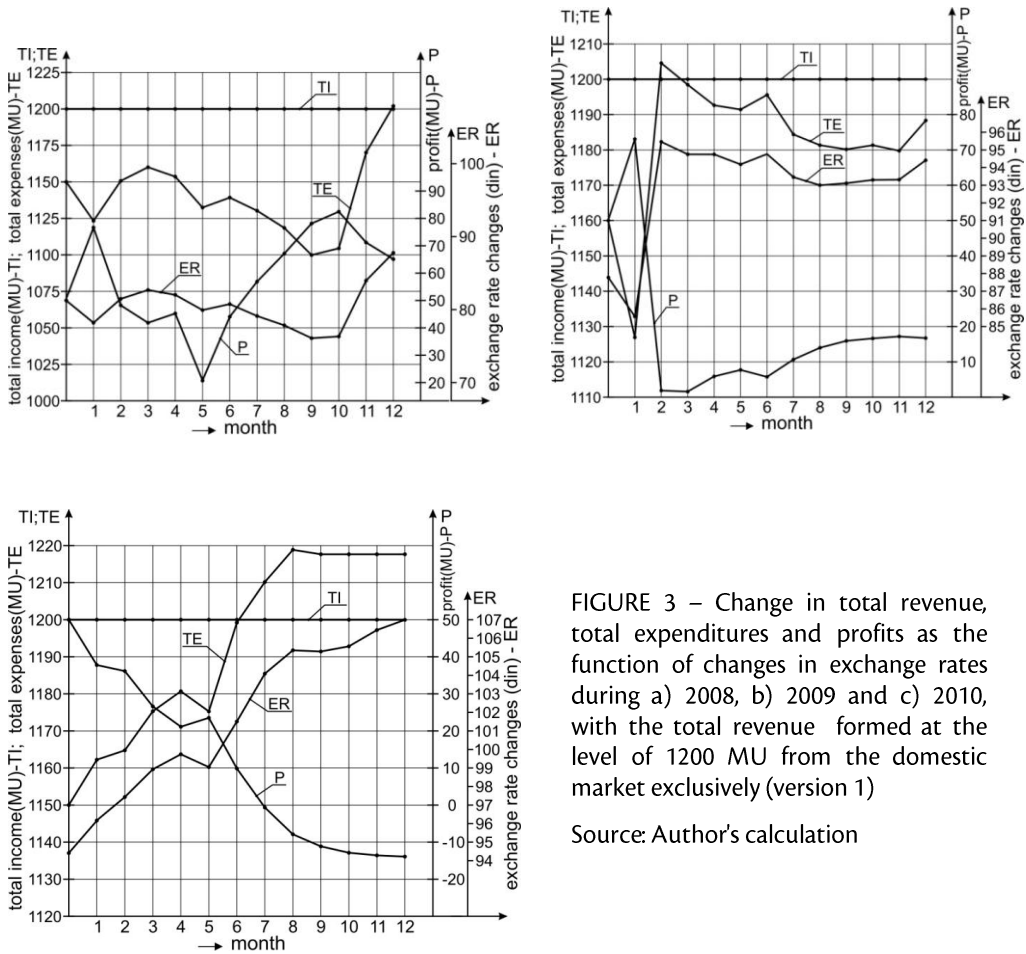 TI;TE
P
total income(MU)-TI; total expenses(MU)-TE
profit(MU)-P
exchange rate changes (din) - ER
ER
1225
1200
1175
1150
1125
1100
1075
1050
1025
1000
TI
TE
ER
P
100
90
80
70
60
50
40
30
20
90
80
70
1 2 3 4 5 6 7 8 9 10 11 12
month
TI;TE
P
total income(MU)-TI; total expenses(MU)-TE
profit(MU)-P
exchange rate changes (din) - ER
ER
1210
1200
1190
1180
1170
1160
1150
1140
1130
1120
1110
TI
TE
ER
P
80
70
60
50
40
30
20
10
96
95
94
93
92
91
90
89
88
87
86
85
1 2 3 4 5 6 7 8 9 10 11 12
month
TI;TE
P
total income(MU)-TI; total expenses(MU)-TE
profit(MU)-P
exchange rate changes (din) - ER
ER
1220
1210
1200
1190
1180
1170
1160
1150
1140
1130
1120
TI
TE
ER
P
50
40
30
20
10
0
-10
-20
107
106
105
104
103
102
101
100
99
98
97
96
95
94
1 2 3 4 5 6 7 8 9 10 11 12
month
FIGURE 3 – Change in total revenue,
total expenditures and profits as the
function of changes in exchange rates
during a) 2008, b) 2009 and c) 2010,
with the total revenue formed at the
level of 1200 MU from the domestic
market exclusively (version 1)
Source: Author's calculation